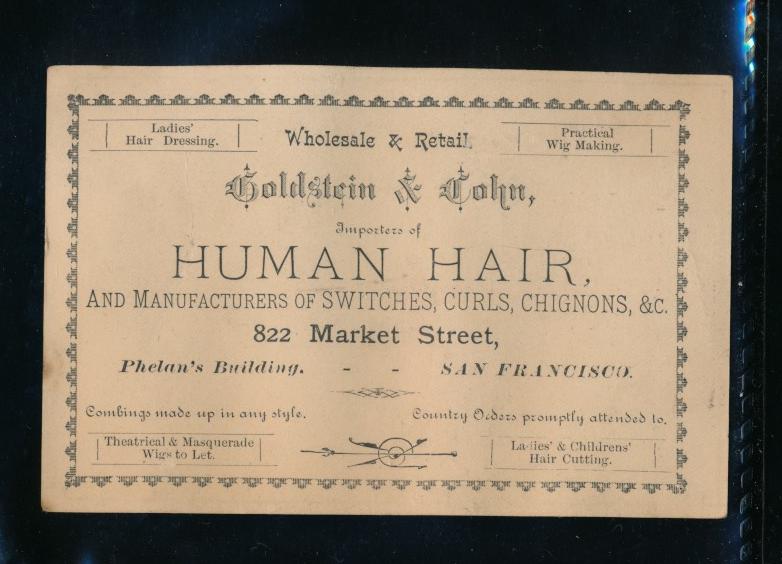 Ladies'
Hair Dressing.
Wholesale & Retail.
Practical
Wig Making.
Goldstein & Cohn,
Importers of
HUMAN HAIR,
AND MANUFACTURERS OF SWITCHES, CURLS, CHIGNONS, &C.
822 Market Street,
Phelan's Building. - - SAN FRANCISCO.
Combings made up in any style. Country Orders promptly attended to.
Theatrical & Masquerade
Wigs to Let.
Ladies' & Childrens'
Hair Cutting.